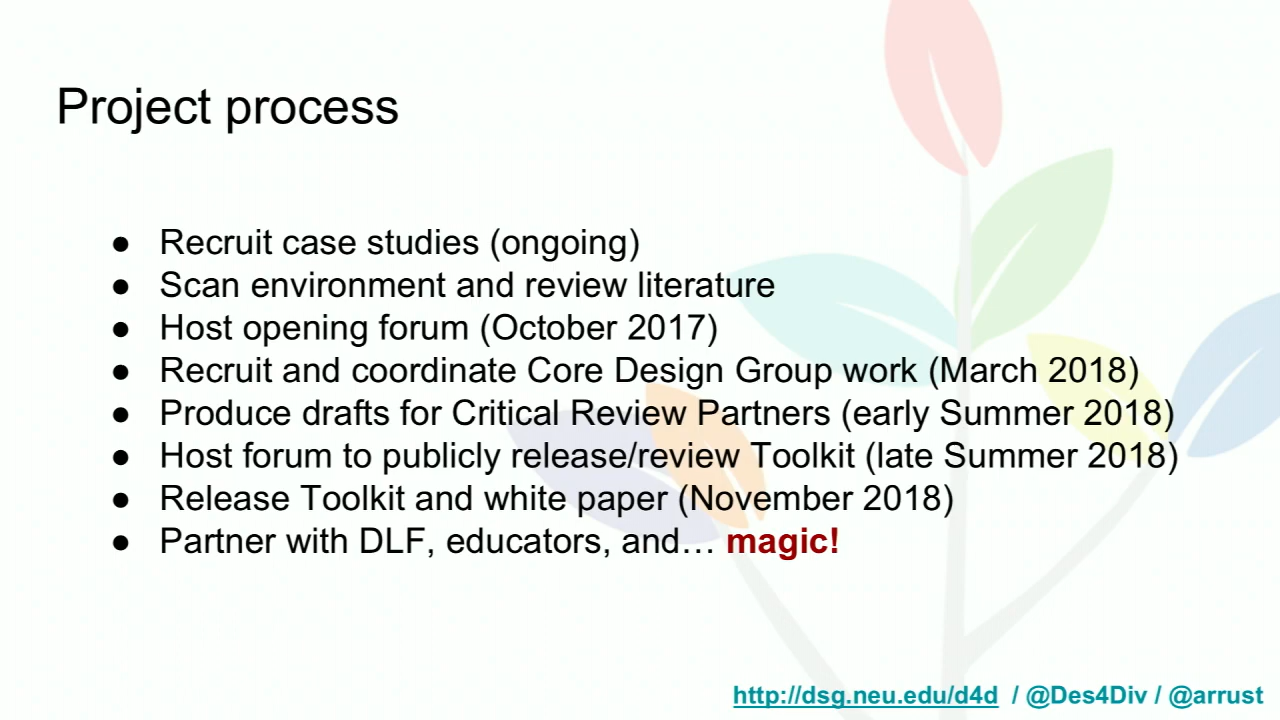 Project process
● Recruit case studies (ongoing)
● Scan environment and review literature
● Host opening forum (October 2017)
● Recruit and coordinate Core Design Group work (March 2018)
● Produce drafts for Critical Review Partners (early Summer 2018)
● Host forum to publicly release/review Toolkit (late Summer 2018)
● Release Toolkit and white paper (November 2018)
● Partner with DLF, educators, and… magic!
http://dsg.neu.edu/d4d / @Des4Div / @arrust